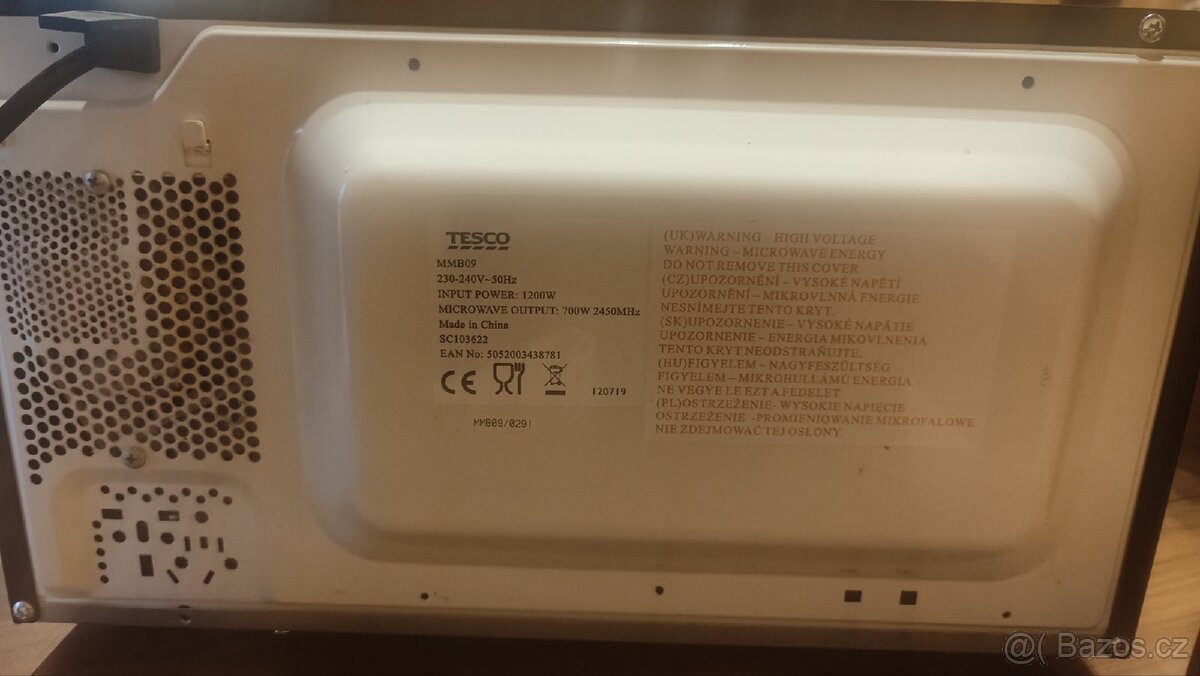 TESCO
MMB09
230-240V~50Hz
INPUT POWER: 1200W
MICROWAVE OUTPUT: 700W 2450MHz
Made in China
SC103622
EAN No: 5052003438781
CE
120719
MMB09/0291
(UK)WARNING – HIGH VOLTAGE
WARNING – MICROWAVE ENERGY
DO NOT REMOVE THIS COVER
(CZ)UPOZORNĚNÍ – VYSOKÉ NAPĚTÍ
UPOZORNĚNÍ – MIKROVLNNÁ ENERGIE
NESNÍMEJTE TENTO KRYT.
(SK)UPOZORNENIE – VYSOKÉ NAPÄTIE
UPOZORNENIE – ENERGIA MIKOVLNENIA
TENTO KRYT NEODSTRAŇUJTE.
(HU)FIGYELEM – NAGYFESZÜLTSÉG
FIGYELEM – MIKROHULLÁMÚ ENERGIA
NE VEGYE LE EZT A FEDELET
(PL)OSTRZEŻENIE- WYSOKIE NAPIĘCIE
OSTRZEŻENIE -PROMIENIOWANIE MIKROFALOWE
NIE ZDEJMOWAĆ TEJ OSŁONY
@( Bazos.cz